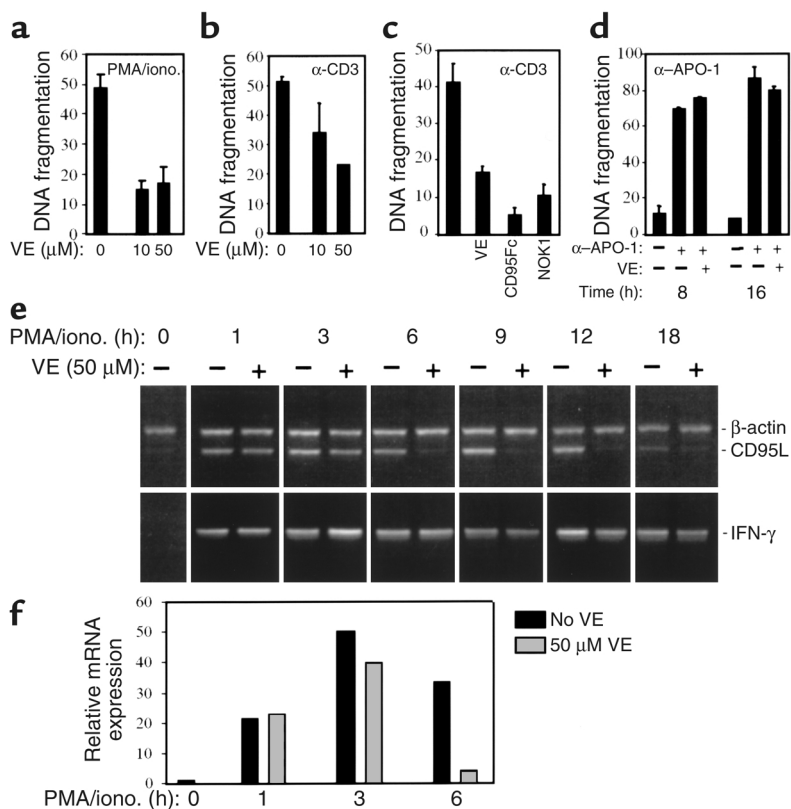 a
PMA/iono.
DNA fragmentation
60
50
40
30
20
10
0
VE (μM): 0 10 50
b
α-CD3
DNA fragmentation
60
50
40
30
20
10
0
VE (μM): 0 10 50
c
α-CD3
DNA fragmentation
50
40
30
20
10
0
VE
CD95Fc
NOK1
d
α–APO-1
DNA fragmentation
100
80
60
40
20
0
α–APO-1: − + + − + +
VE: − − + − − +
Time (h): 8 16
e
PMA/iono. (h): 0 1 3 6 9 12 18
VE (50 μM): − − + − + − + − + − + − +
- β-actin
- CD95L
- IFN-γ
f
Relative mRNA
expression
60
50
40
30
20
10
0
No VE
50 μM VE
PMA/iono. (h): 0 1 3 6